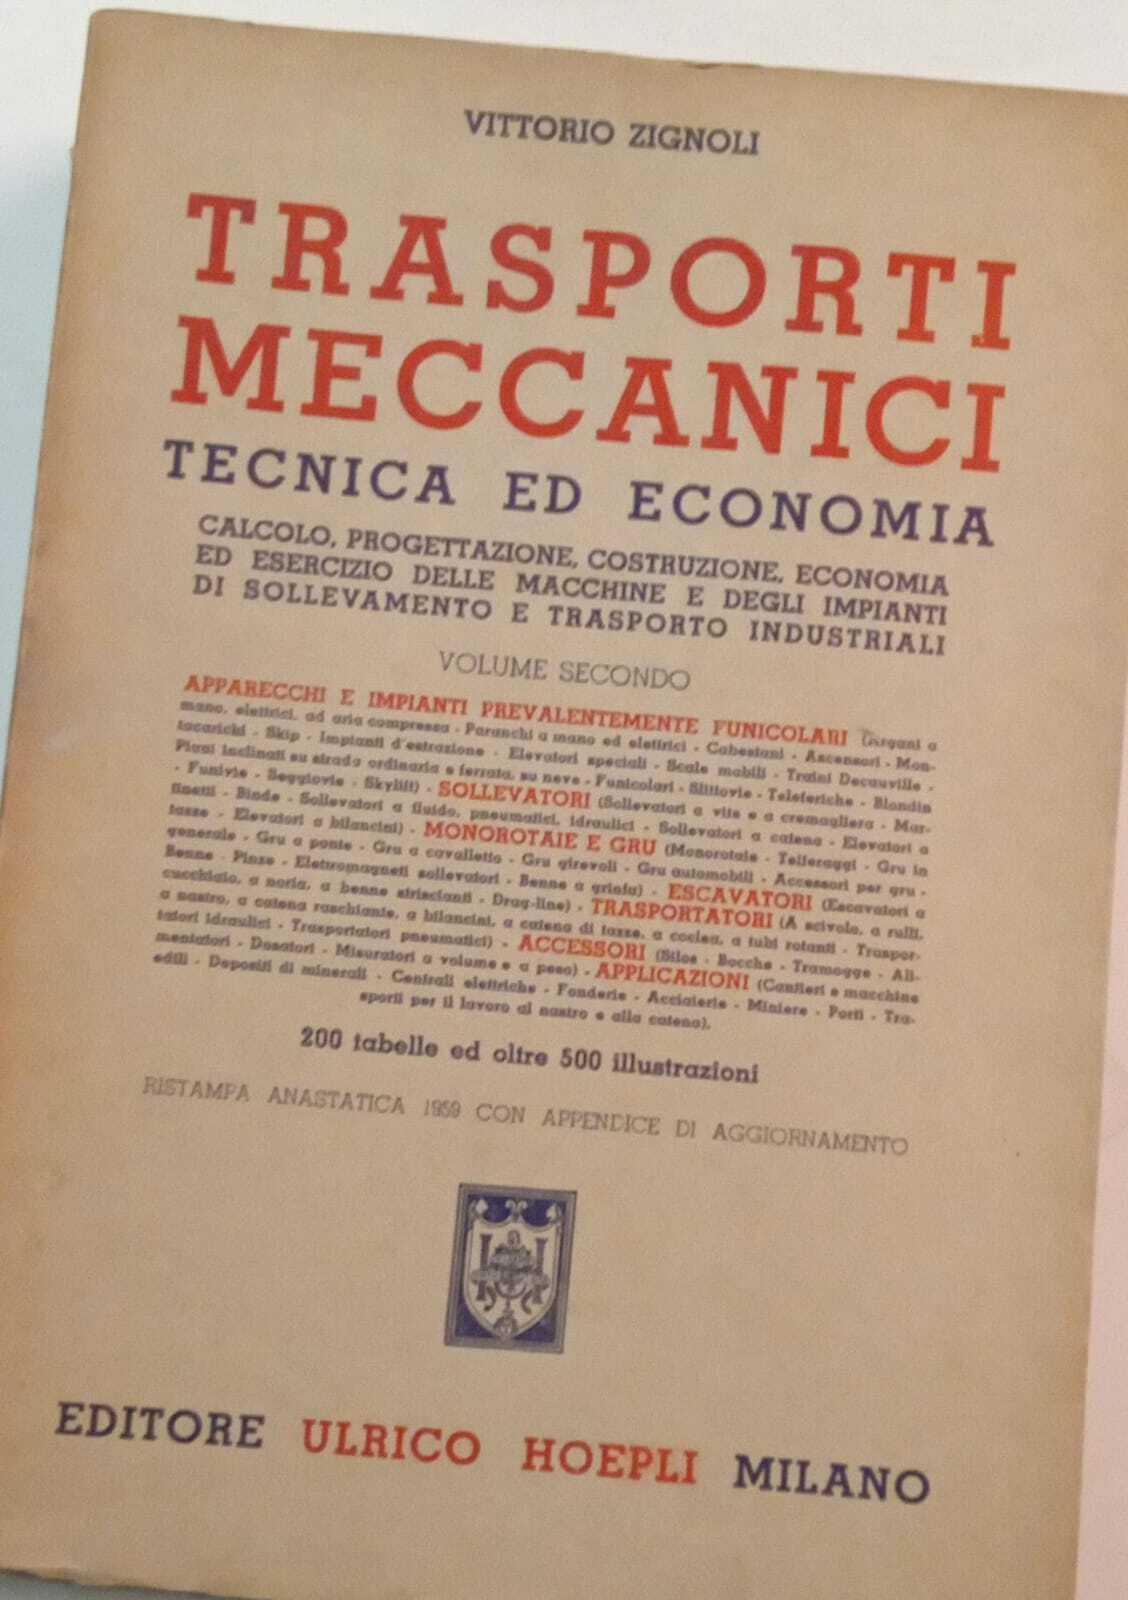 VITTORIO ZIGNOLI
TRASPORTI
MECCANICI
TECNICA ED ECONOMIA
CALCOLO, PROGETTAZIONE, COSTRUZIONE, ECONOMIA
ED ESERCIZIO DELLE MACCHINE E DEGLI IMPIANTI
DI SOLLEVAMENTO E TRASPORTO INDUSTRIALI
VOLUME SECONDO
APPARECCHI E IMPIANTI PREVALENTEMENTE FUNICOLARI (Argani a
mano, elettrici, ad aria compressa - Paranchi a mano ed elettrici - Cabestani - Ascensori - Mon-
tacarichi - Skip - Impianti d'estrazione - Elevatori speciali - Scale mobili - Traini Decauville -
Piani inclinati su strada ordinaria e ferrata, su neve - Funicolari - Slittovie - Teleferiche - Blondin
- Funivie - Seggiovie - Skylift) - SOLLEVATORI (Sollevatori a vite e a cremagliera - Mar-
tinetti - Binde - Sollevatori a fluido, pneumatici, idraulici - Sollevatori a catena - Elevatori a
tazze - Elevatori a bilancini) - MONOROTAIE E GRU (Monorotaie - Telferaggi - Gru in
generale - Gru a ponte - Gru a cavalletto - Gru girevoli - Gru automobili - Accessori per gru -
Benne - Pinze - Elettromagneti sollevatori - Benne a grinfa) - ESCAVATORI (Escavatori a
cucchiaio, a noria, a benne striscianti - Drag-line) - TRASPORTATORI (A scivolo, a rulli,
a nastro, a catena raschiante, a bilancini, a catena di tazze, a coclea, a tubi rotanti - Traspor-
tatori idraulici - Trasportatori pneumatici) - ACCESSORI (Silos - Bocche - Tramogge - Ali-
mentatori - Dosatori - Misuratori a volume e a peso) - APPLICAZIONI (Cantieri e macchine
edili - Depositi di minerali - Centrali elettriche - Fonderie - Acciaierie - Miniere - Porti - Tra-
sporti per il lavoro al nastro e alla catena).
200 tabelle ed oltre 500 illustrazioni
RISTAMPA ANASTATICA 1959 CON APPENDICE DI AGGIORNAMENTO
EDITORE ULRICO HOEPLI MILANO